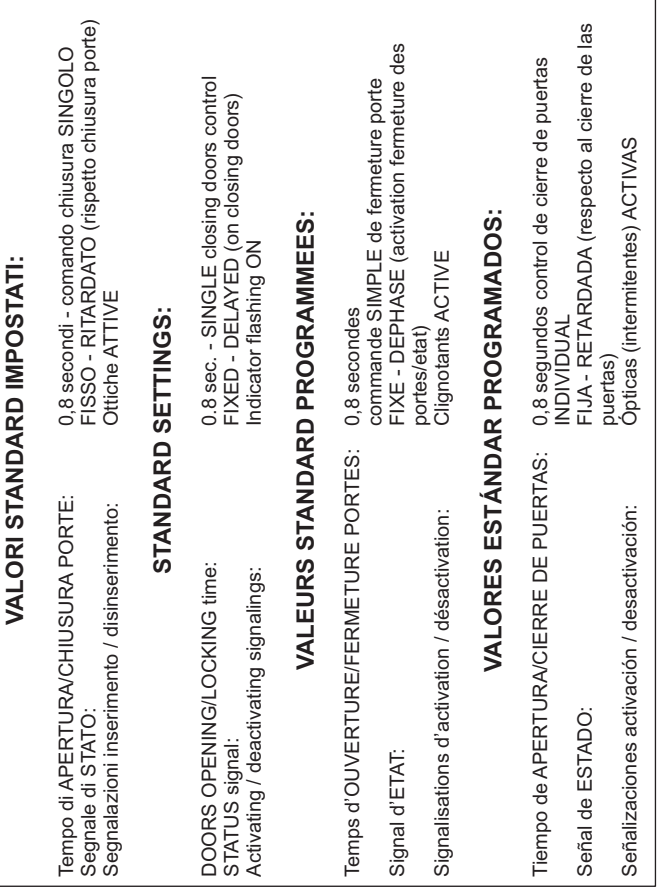 VALORI STANDARD IMPOSTATI:
Tempo di APERTURA/CHIUSURA PORTE: 0,8 secondi - comando chiusura SINGOLO
Segnale di STATO: FISSO - RITARDATO (rispetto chiusura porte)
Segnalazioni inserimento / disinserimento: Ottiche ATTIVE
STANDARD SETTINGS:
DOORS OPENING/LOCKING time: 0.8 sec. - SINGLE closing doors control
STATUS signal: FIXED - DELAYED (on closing doors)
Activating / deactivating signalings: Indicator flashing ON
VALEURS STANDARD PROGRAMMEES:
Temps d'OUVERTURE/FERMETURE PORTES: 0,8 secondes
commande SIMPLE de fermeture porte
Signal d'ETAT: FIXE - DEPHASE (activation fermeture des
portes/etat)
Signalisations d'activation / désactivation: Clignotants ACTIVE
VALORES ESTÁNDAR PROGRAMADOS:
Tiempo de APERTURA/CIERRE DE PUERTAS: 0,8 segundos control de cierre de puertas
INDIVIDUAL
Señal de ESTADO: FIJA - RETARDADA (respecto al cierre de las
puertas)
Señalizaciones activación / desactivación: Ópticas (intermitentes) ACTIVAS